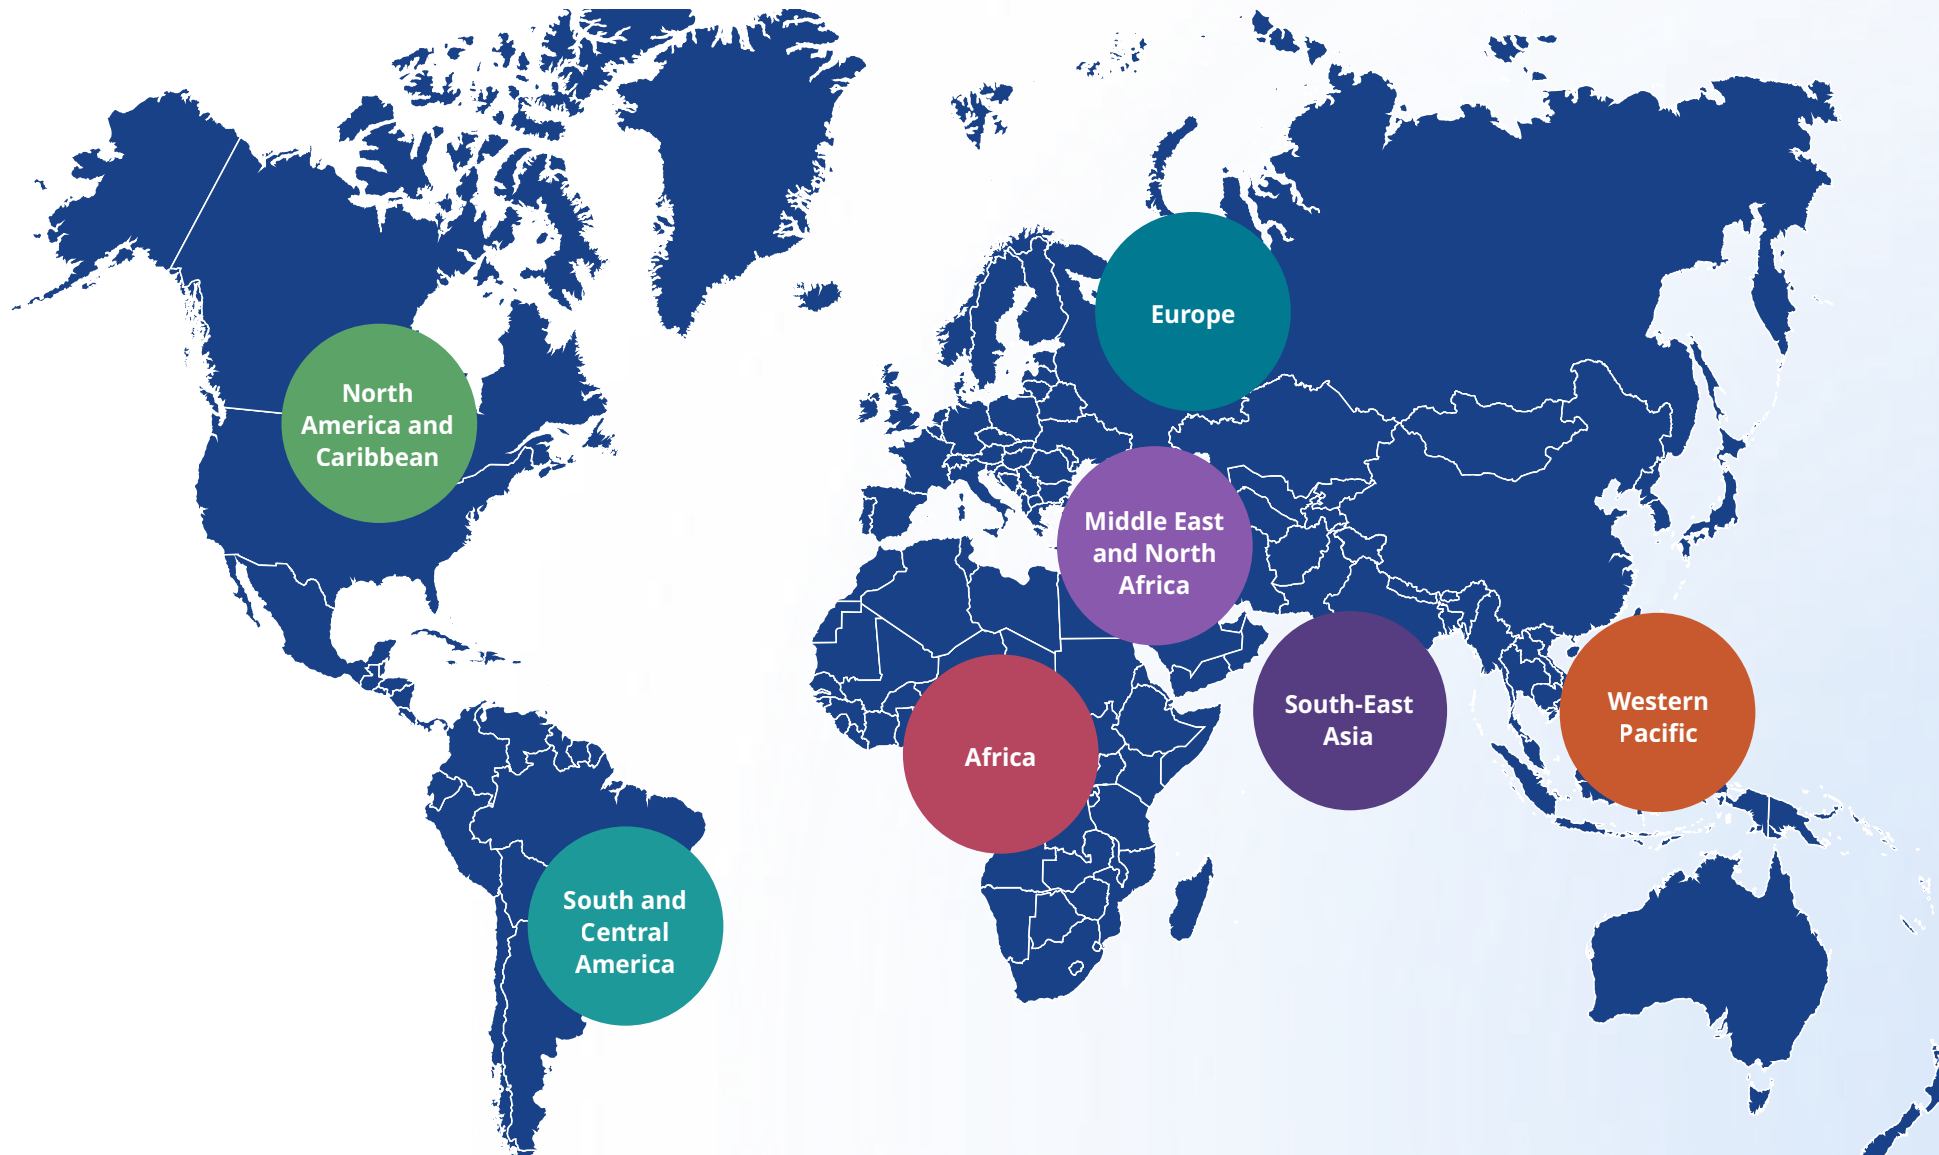 Europe
North
America and
Caribbean
Middle East
and North
Africa
South-East
Asia
Western
Pacific
Africa
South and
Central
America